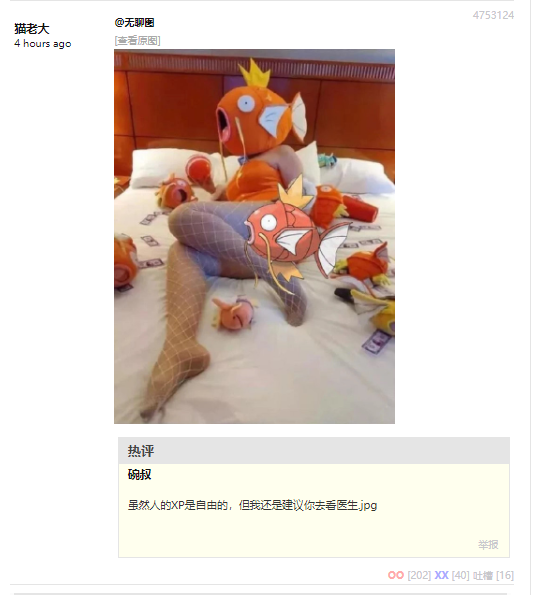 4753124
猫老大
4 hours ago
@无聊图
[查看原图]
热评
碗叔
虽然人的XP是自由的，但我还是建议你去看医生.jpg
举报
OO [202] XX [40] 吐槽 [16]